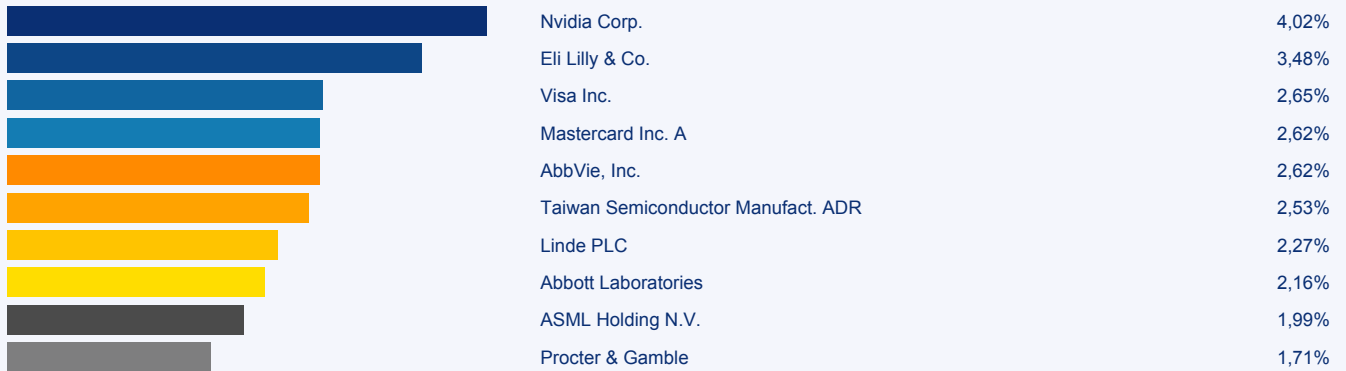 Nvidia Corp. 4,02%
Eli Lilly & Co. 3,48%
Visa Inc. 2,65%
Mastercard Inc. A 2,62%
AbbVie, Inc. 2,62%
Taiwan Semiconductor Manufact. ADR 2,53%
Linde PLC 2,27%
Abbott Laboratories 2,16%
ASML Holding N.V. 1,99%
Procter & Gamble 1,71%